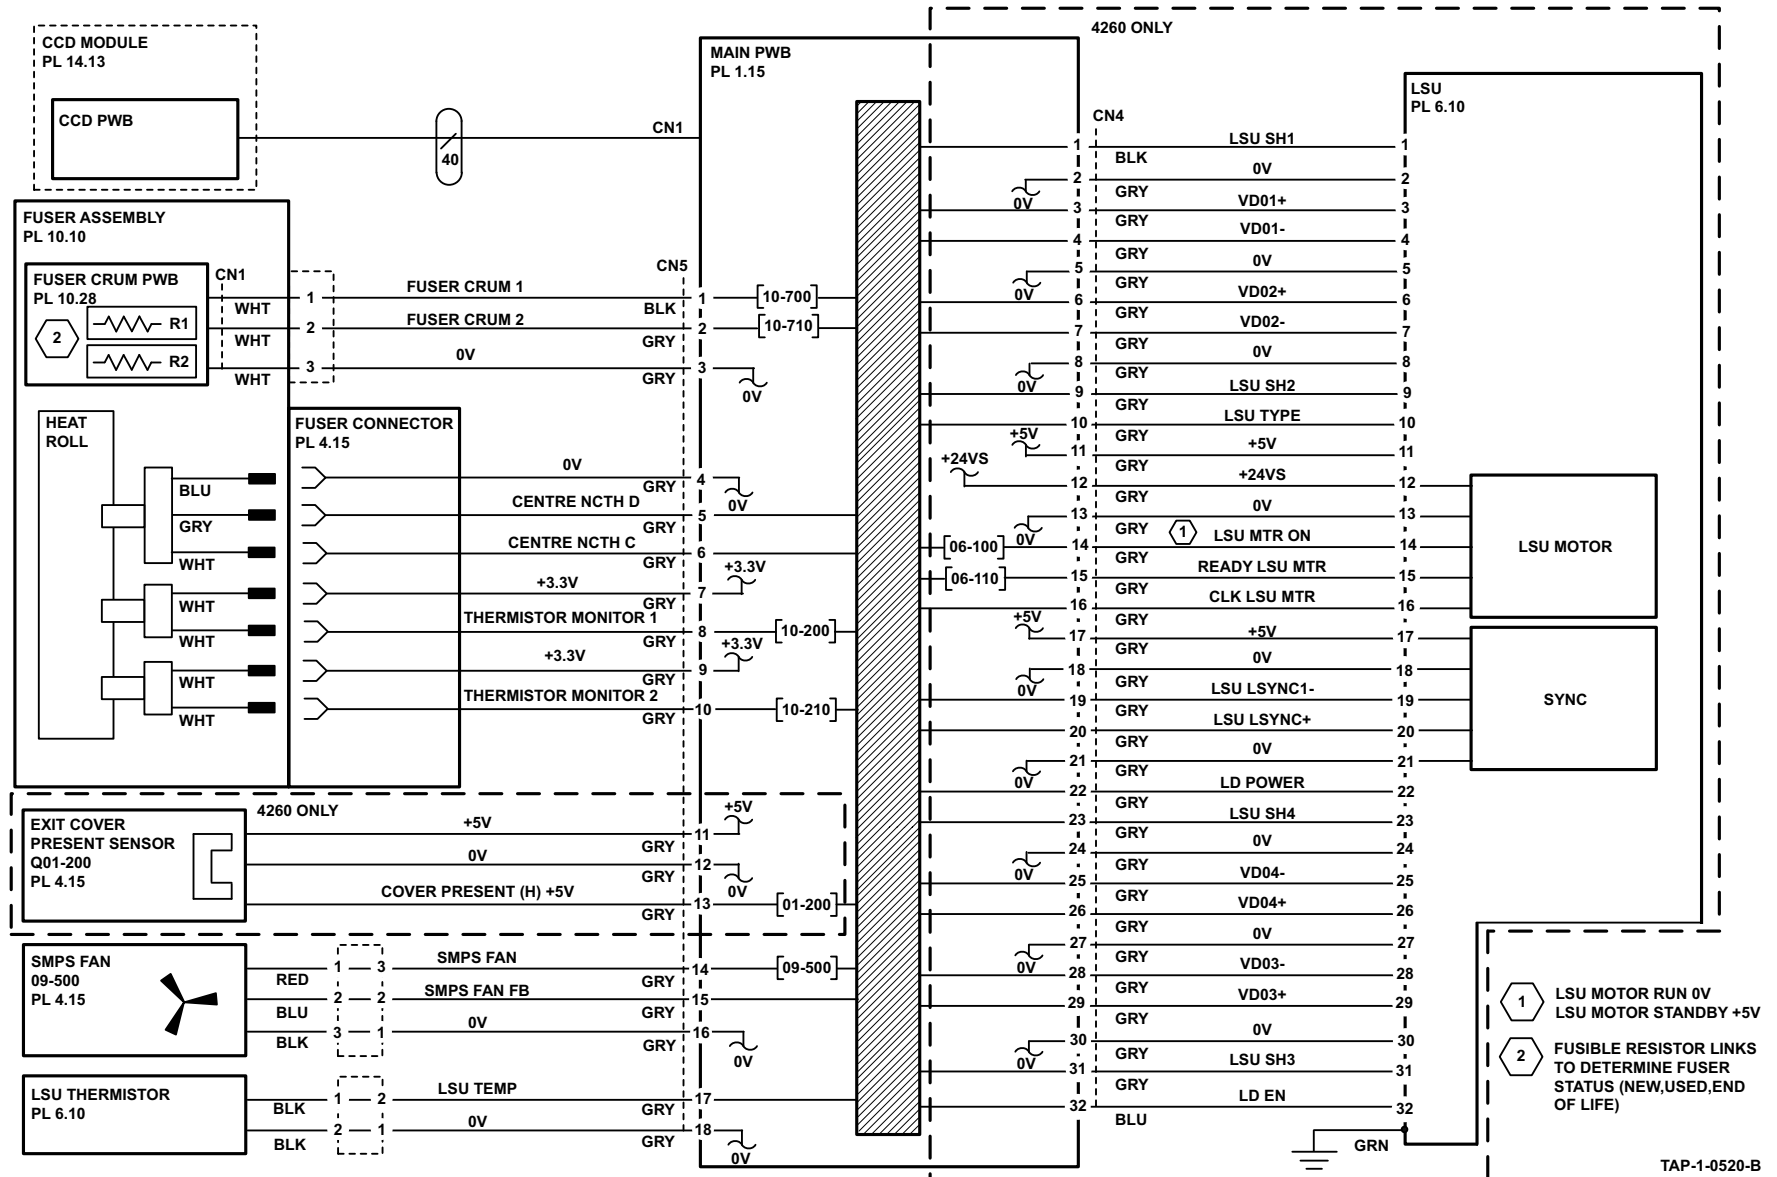 4260 ONLY
CCD MODULE
PL 14.13
CCD PWB
40
CN1
MAIN PWB
PL 1.15
FUSER ASSEMBLY
PL 10.10
FUSER CRUM PWB
PL 10.28
2
R1
R2
CN1
WHT
WHT
WHT
1
2
3
FUSER CRUM 1
FUSER CRUM 2
0V
CN5
BLK
GRY
GRY
1
2
3
10-700
10-710
0V
HEAT
ROLL
BLU
GRY
WHT
WHT
WHT
WHT
WHT
FUSER CONNECTOR
PL 4.15
0V
GRY
4
0V
CENTRE NCTH D
GRY
5
CENTRE NCTH C
GRY
6
+3.3V
GRY
7
+3.3V
THERMISTOR MONITOR 1
GRY
8
10-200
+3.3V
GRY
9
+3.3V
THERMISTOR MONITOR 2
GRY
10
10-210
4260 ONLY
EXIT COVER
PRESENT SENSOR
Q01-200
PL 4.15
+5V
GRY
11
+5V
0V
GRY
12
0V
COVER PRESENT (H) +5V
GRY
13
01-200
SMPS FAN
09-500
PL 4.15
RED
1
3
SMPS FAN
GRY
14
09-500
BLU
2
2
SMPS FAN FB
GRY
15
BLK
3
1
0V
GRY
16
0V
LSU THERMISTOR
PL 6.10
BLK
1
2
LSU TEMP
GRY
17
BLK
2
1
0V
GRY
18
0V
CN4
LSU
PL 6.10
1
BLK
LSU SH1
1
0V
2
GRY
0V
2
3
GRY
VD01+
3
4
GRY
VD01-
4
0V
5
GRY
0V
5
6
GRY
VD02+
6
7
GRY
VD02-
7
0V
8
GRY
0V
8
9
GRY
LSU SH2
9
10
GRY
LSU TYPE
10
+5V
11
GRY
+5V
11
+24VS
12
GRY
+24VS
12
0V
13
GRY
0V
13
06-100
14
GRY
1
LSU MTR ON
14
06-110
15
GRY
READY LSU MTR
15
16
GRY
CLK LSU MTR
16
LSU MOTOR
+5V
17
GRY
+5V
17
0V
18
GRY
0V
18
19
GRY
LSU LSYNC1-
19
20
GRY
LSU LSYNC+
20
0V
21
GRY
0V
21
SYNC
22
GRY
LD POWER
22
23
GRY
LSU SH4
23
0V
24
GRY
0V
24
25
GRY
VD04-
25
26
GRY
VD04+
26
0V
27
GRY
0V
27
28
GRY
VD03-
28
29
GRY
VD03+
29
0V
30
GRY
0V
30
31
GRY
LSU SH3
31
32
BLU
LD EN
32
GRN
1
LSU MOTOR RUN 0V
LSU MOTOR STANDBY +5V
2
FUSIBLE RESISTOR LINKS
TO DETERMINE FUSER
STATUS (NEW,USED,END
OF LIFE)
TAP-1-0520-B